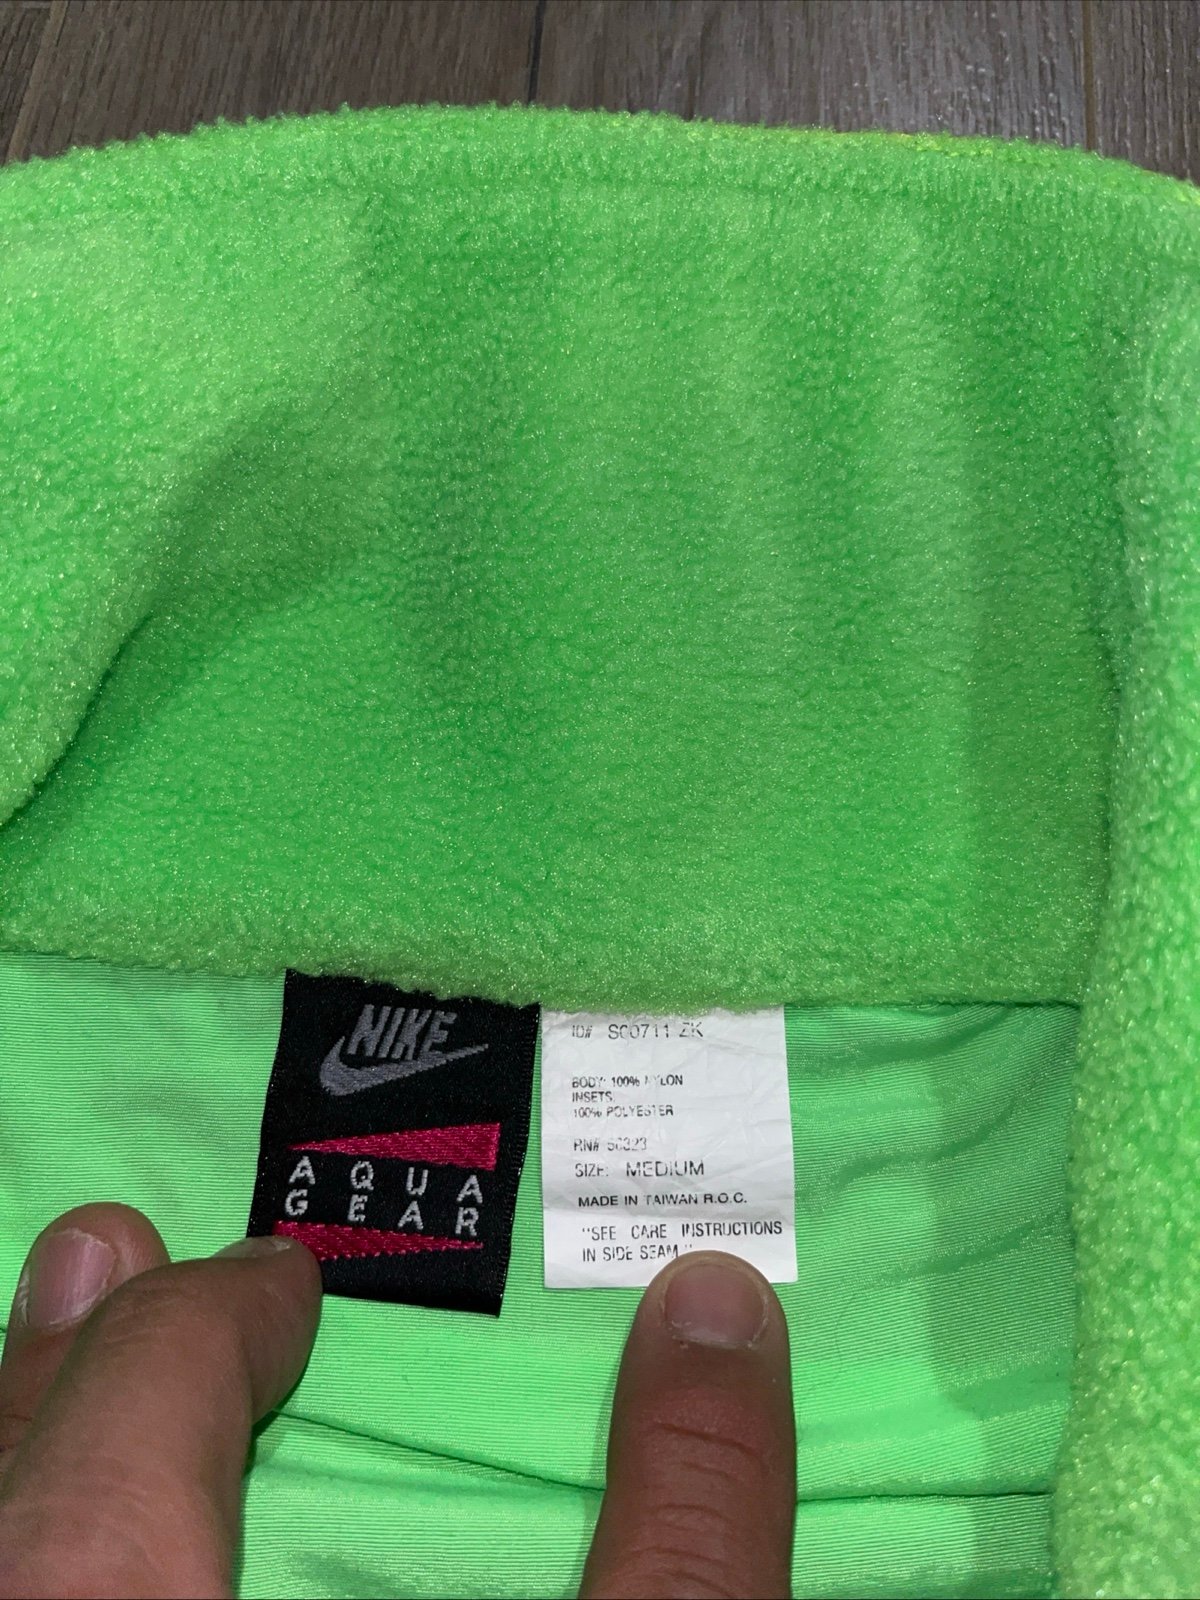 NIKE
AQUA
GEAR
ID# S00711 ZK
BODY: 100% NYLON
INSETS:
100% POLYESTER
RN# 56323
SIZE: MEDIUM
MADE IN TAIWAN R.O.C.
"SEE CARE INSTRUCTIONS
IN SIDE SEAM."